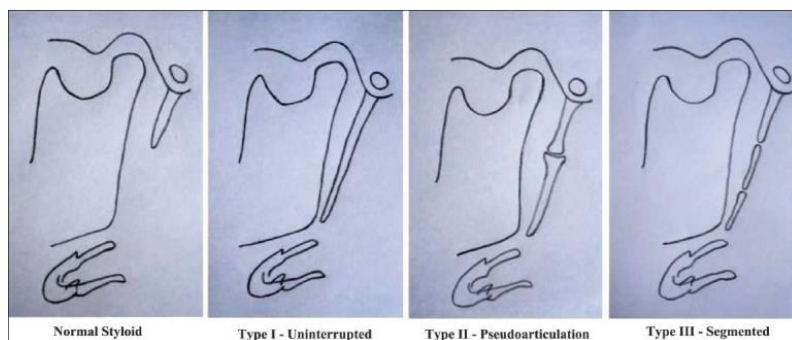 Normal Styloid
Type I - Uninterrupted
Type II - Pseudoarticulation
Type III - Segmented